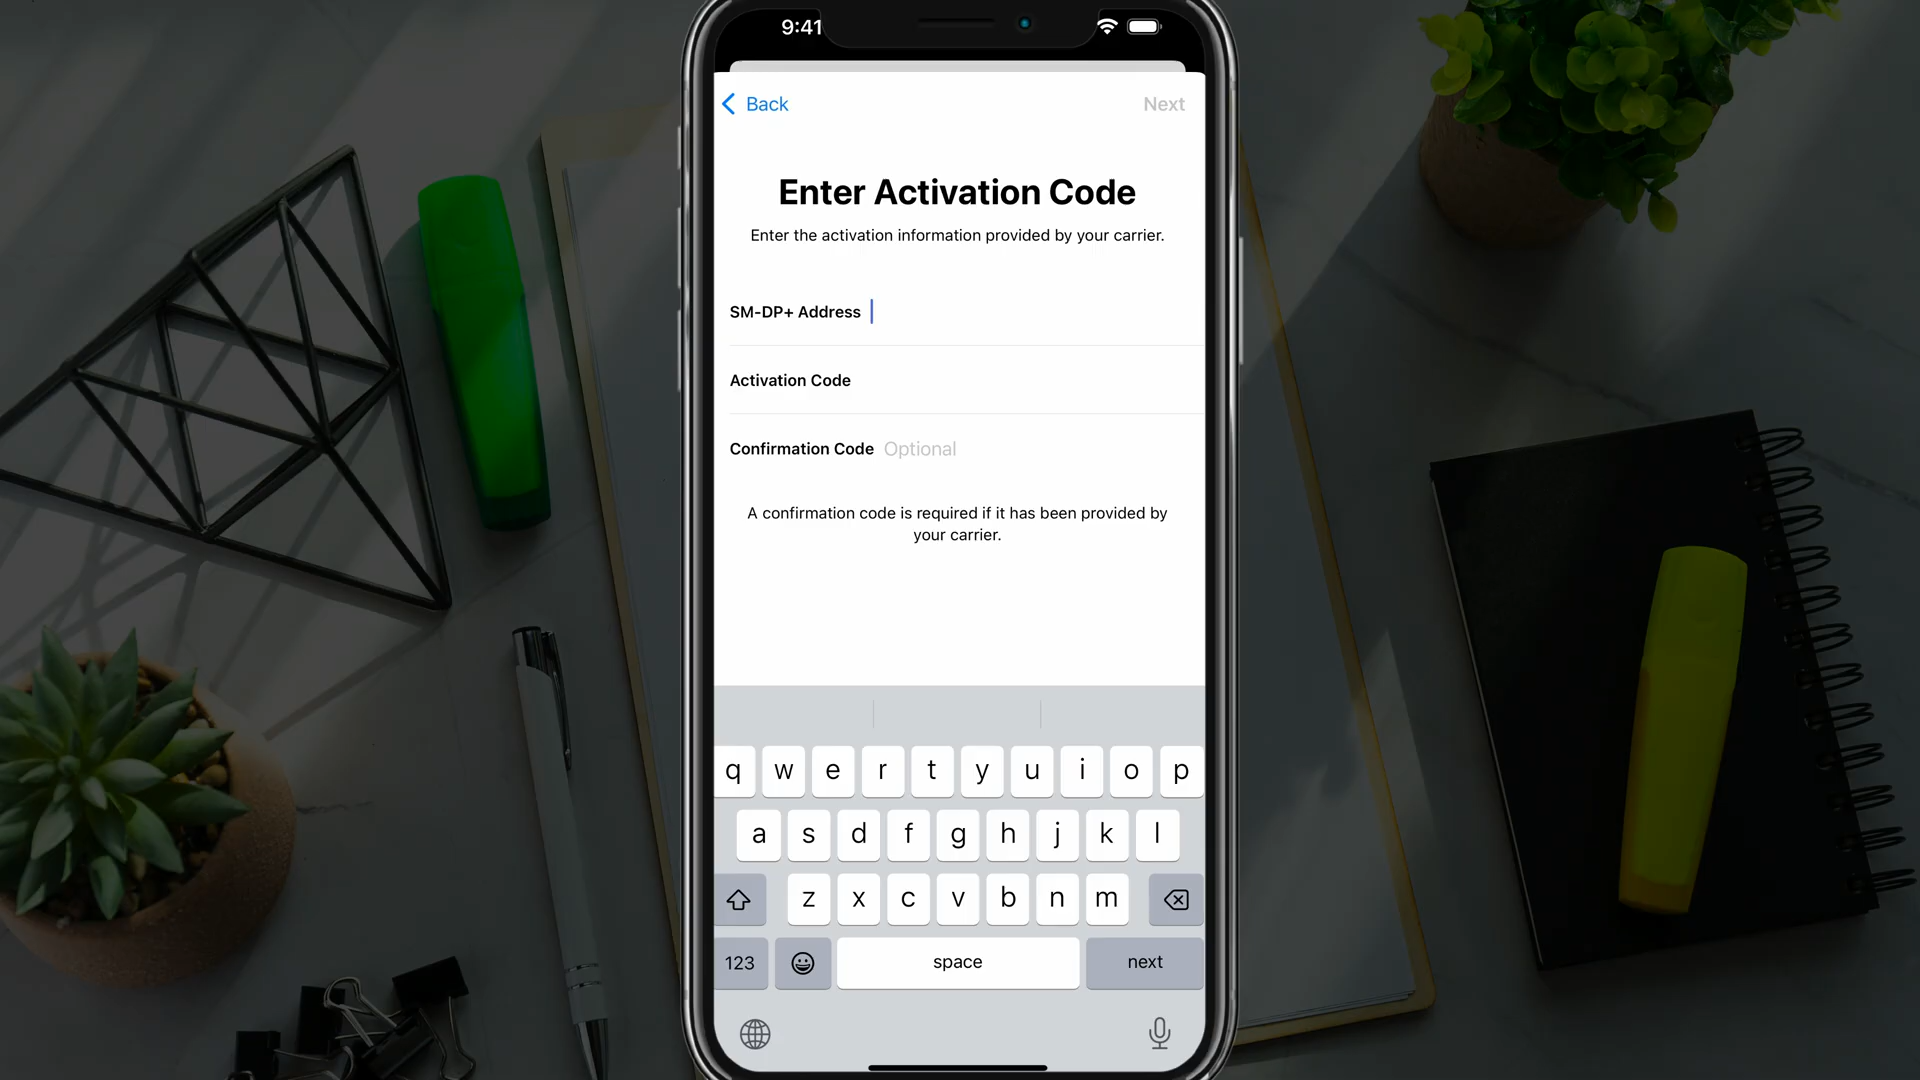 9:41
Back
Next
Enter Activation Code
Enter the activation information provided by your carrier.
SM-DP+ Address
Activation Code
Confirmation Code Optional
A confirmation code is required if it has been provided by
your carrier.
q w e r t y u i o p
a s d f g h j k l
z x c v b n m
123 space next